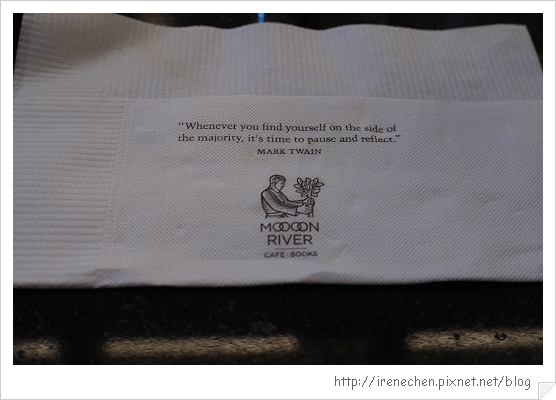 “Whenever you find yourself on the side of
the majority, it's time to pause and reflect.”
MARK TWAIN
MOOOON
RIVER
CAFE · BOOKS
http://irenechen.pixnet.net/blog